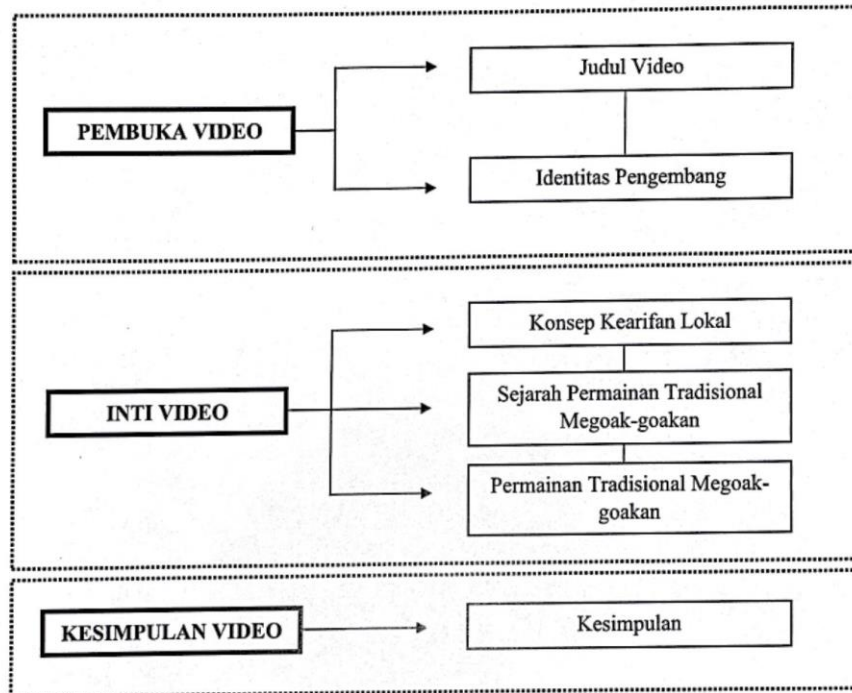 Judul Video
PEMBUKA VIDEO
Identitas Pengembang
Konsep Kearifan Lokal
INTI VIDEO
Sejarah Permainan Tradisional
Megoak-goakan
Permainan Tradisional Megoak-
goakan
KESIMPULAN VIDEO
Kesimpulan